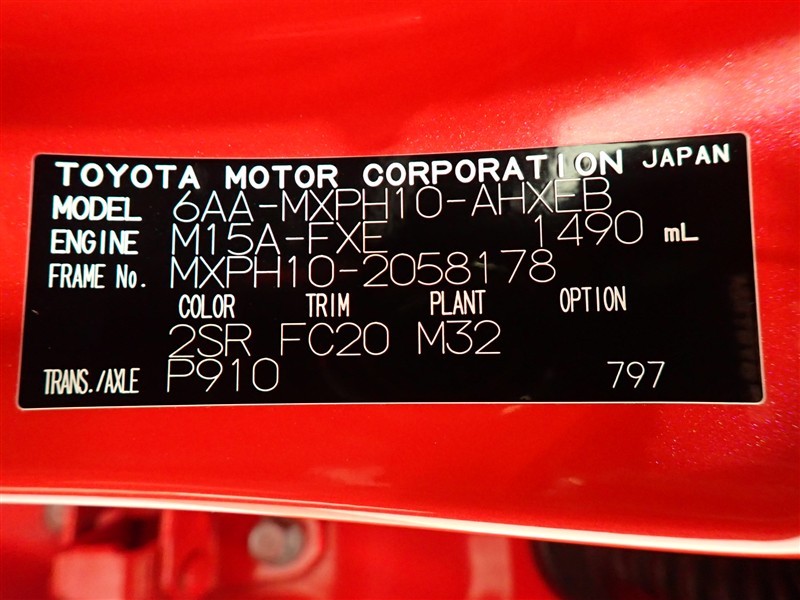 TOYOTA MOTOR CORPORATION JAPAN
MODEL 6AA-MXPH10-AHXEB
ENGINE M15A-FXE 1490 mL
FRAME No. MXPH10-2058178
COLOR TRIM PLANT OPTION
2SR FC20 M32
TRANS./AXLE P910 797